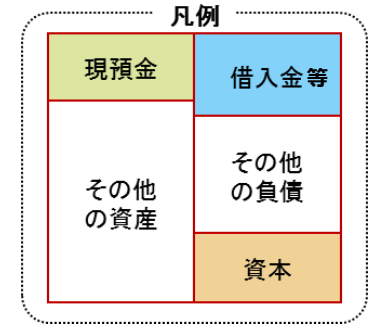 凡例
現預金
借入金等
その他
の資産
その他
の負債
資本